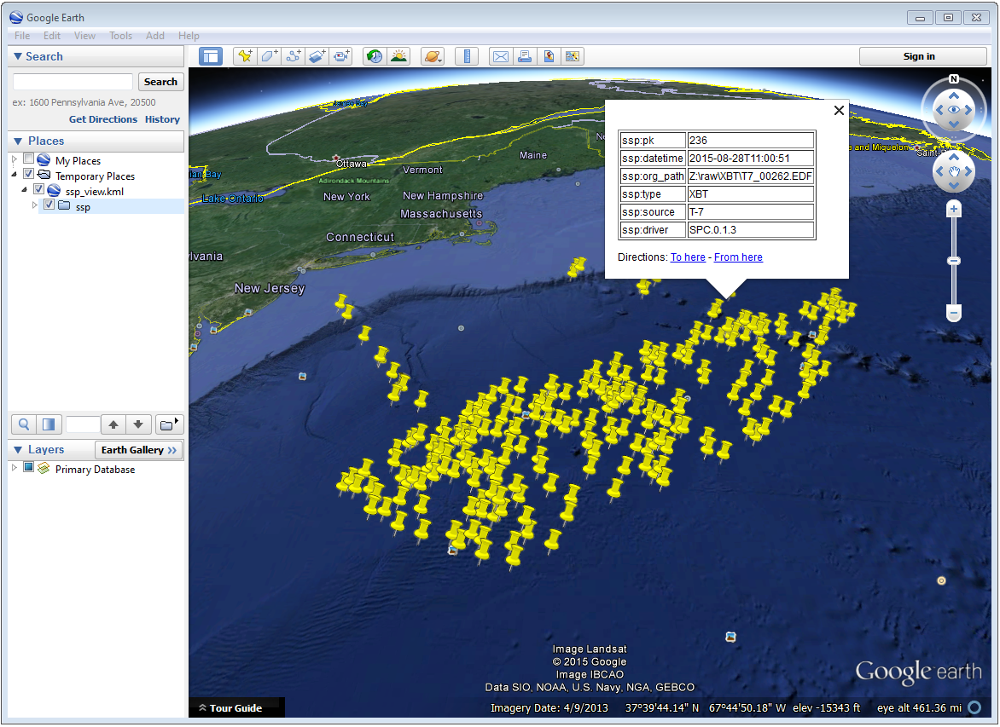 Google Earth
File Edit View Tools Add Help
Search
Search
ex: 1600 Pennsylvania Ave, 20500
Get Directions History
Places
My Places
Temporary Places
ssp_view.kml
ssp
Layers
Earth Gallery >>
Primary Database
Sign in
N
Ottawa
Vermont
Maine
Adirondack Mountains
Lake Ontario
New York
New Hampshire
Massachusetts
Connecticut
lvania
New Jersey
ssp:pk 236
ssp:datetime 2015-08-28T11:00:51
ssp:org_path Z:\raw\XBT\T7_00262.EDF
ssp:type XBT
ssp:source T-7
ssp:driver SPC.0.1.3
Directions: To here - From here
e and Miquelon
Image Landsat
© 2015 Google
Image IBCAO
Data SIO, NOAA, U.S. Navy, NGA, GEBCO
Google earth
Tour Guide
Imagery Date: 4/9/2013 37°39'44.14" N 67°44'50.18" W elev -15343 ft eye alt 461.36 mi